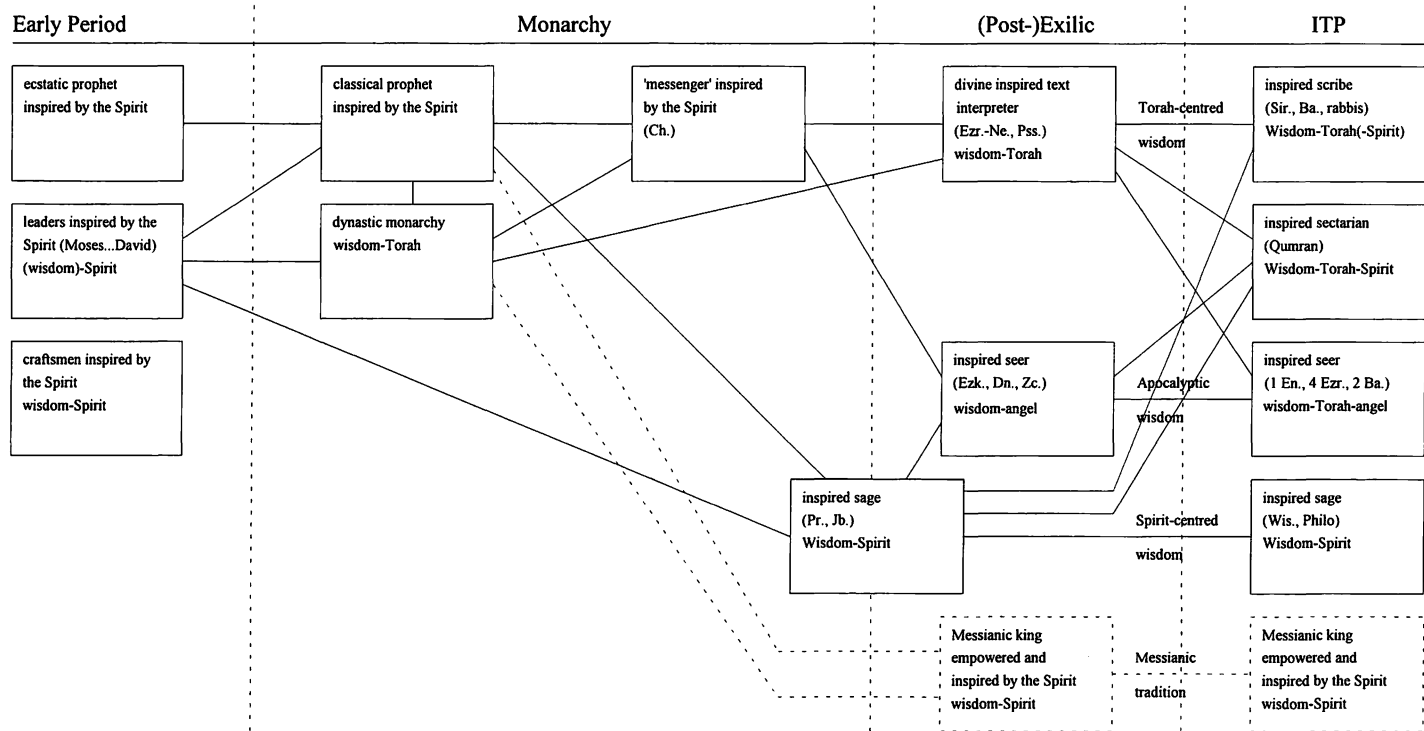 Early Period
Monarchy
(Post-)Exilic
ITP
ecstatic prophet
inspired by the Spirit
classical prophet
inspired by the Spirit
'messenger' inspired
by the Spirit
(Ch.)
divine inspired text
interpreter
(Ezr.-Ne., Pss.)
wisdom-Torah
Torah-centred
wisdom
inspired scribe
(Sir., Ba., rabbis)
Wisdom-Torah(-Spirit)
leaders inspired by the
Spirit (Moses...David)
(wisdom)-Spirit
dynastic monarchy
wisdom-Torah
inspired sectarian
(Qumran)
Wisdom-Torah-Spirit
craftsmen inspired by
the Spirit
wisdom-Spirit
inspired seer
(Ezk., Dn., Zc.)
wisdom-angel
Apocalyptic
wisdom
inspired seer
(1 En., 4 Ezr., 2 Ba.)
wisdom-Torah-angel
inspired sage
(Pr., Jb.)
Wisdom-Spirit
Spirit-centred
wisdom
inspired sage
(Wis., Philo)
Wisdom-Spirit
Messianic king
empowered and
inspired by the Spirit
wisdom-Spirit
Messianic
tradition
Messianic king
empowered and
inspired by the Spirit
wisdom-Spirit